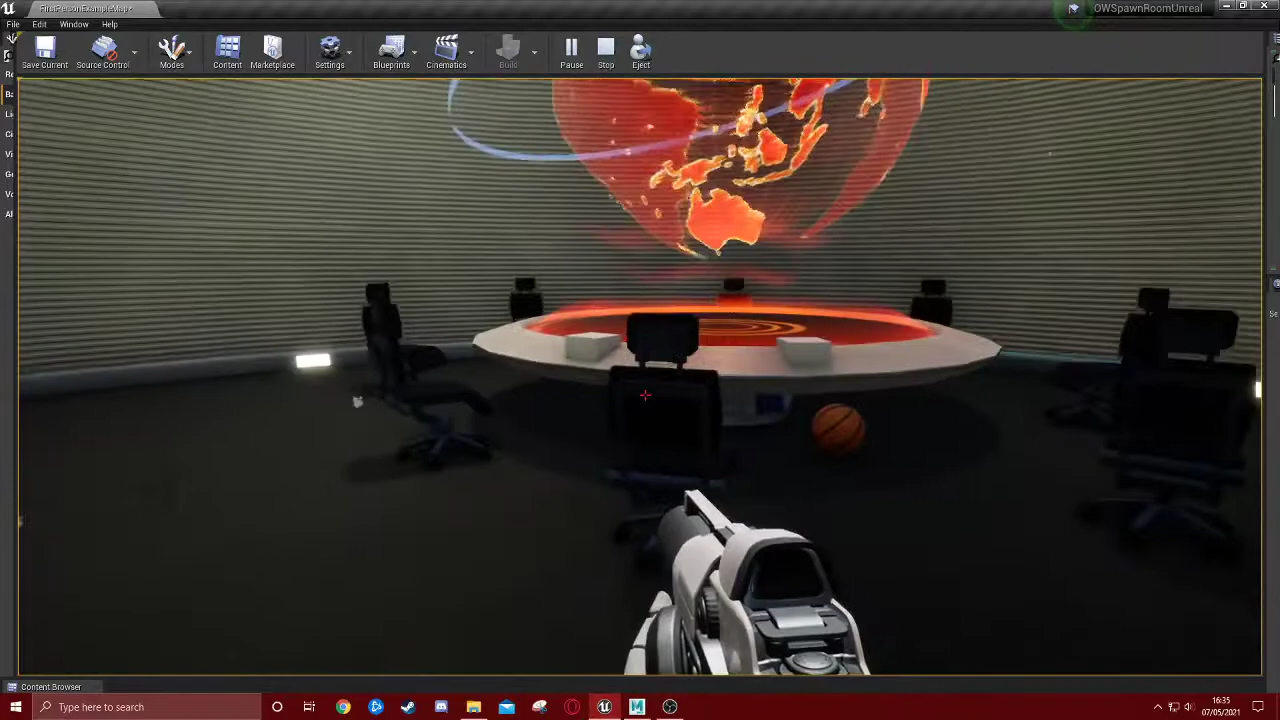 FirstPersonExampleMap*
OWSpawnRoomUnreal
File Edit Window Help
Save Current Source Control Modes Content Marketplace Settings Blueprints Cinematics Build Pause Stop Eject
Content Browser
Type here to search
16:35
07/05/2021